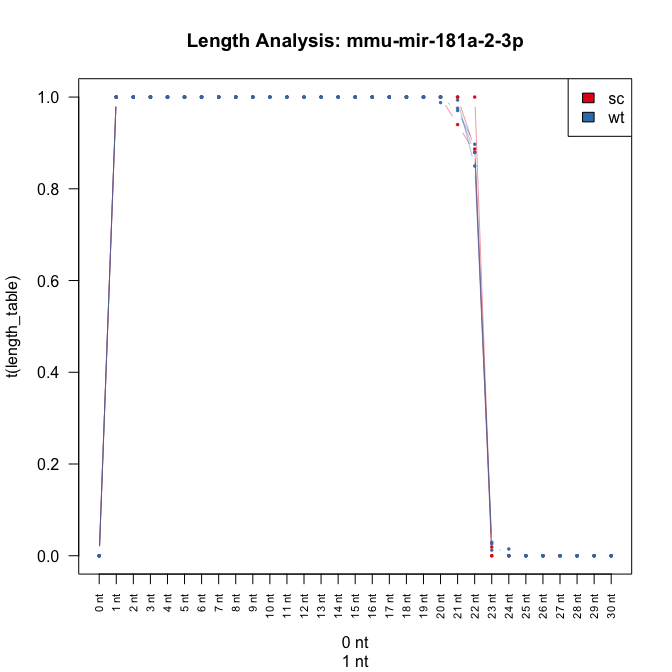 Length Analysis: mmu-mir-181a-2-3p
sc
wt
1.0
0.8
0.6
0.4
0.2
0.0
t(length_table)
0 nt
1 nt
2 nt
3 nt
4 nt
5 nt
6 nt
7 nt
8 nt
9 nt
10 nt
11 nt
12 nt
13 nt
14 nt
15 nt
16 nt
17 nt
18 nt
19 nt
20 nt
21 nt
22 nt
23 nt
24 nt
25 nt
26 nt
27 nt
28 nt
29 nt
30 nt
0 nt
1 nt